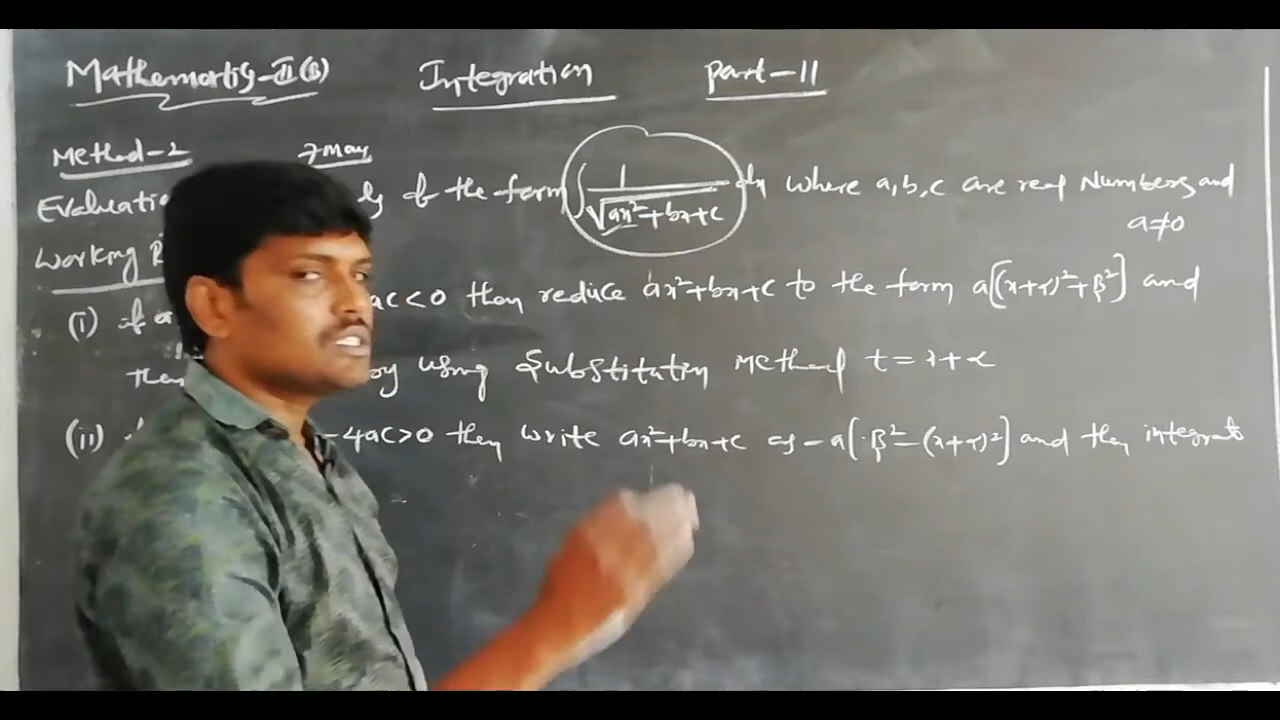 Mathematis-II(B) Integration Part-11
Method-2 7 Mar
Evaluatio of the form ∫ 1/√(ax²+bx+c) dx where a,b,c are real Numbers and
a≠0
Working R
(i) if ac<0 then reduce ax²+bx+c to the form a[(x+α)²+β²] and
then by using Substitution Method t = x+α
(ii) -4ac>0 then write ax²+bx+c as -a[β²-(x+α)²] and then integrate